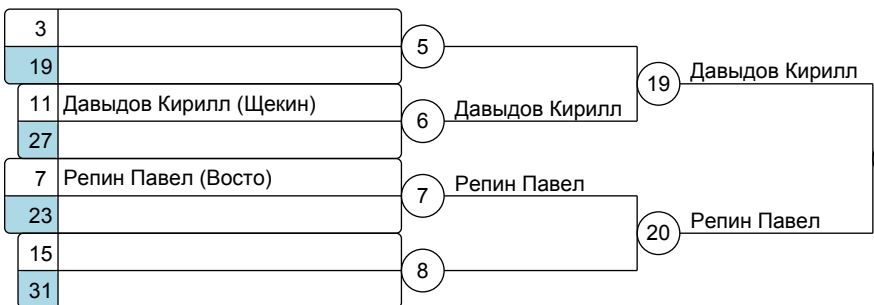 3
19
5
11 Давыдов Кирилл (Щекин)
27
6 Давыдов Кирилл
19 Давыдов Кирилл
7 Репин Павел (Восто)
23
7 Репин Павел
15
31
8
20 Репин Павел